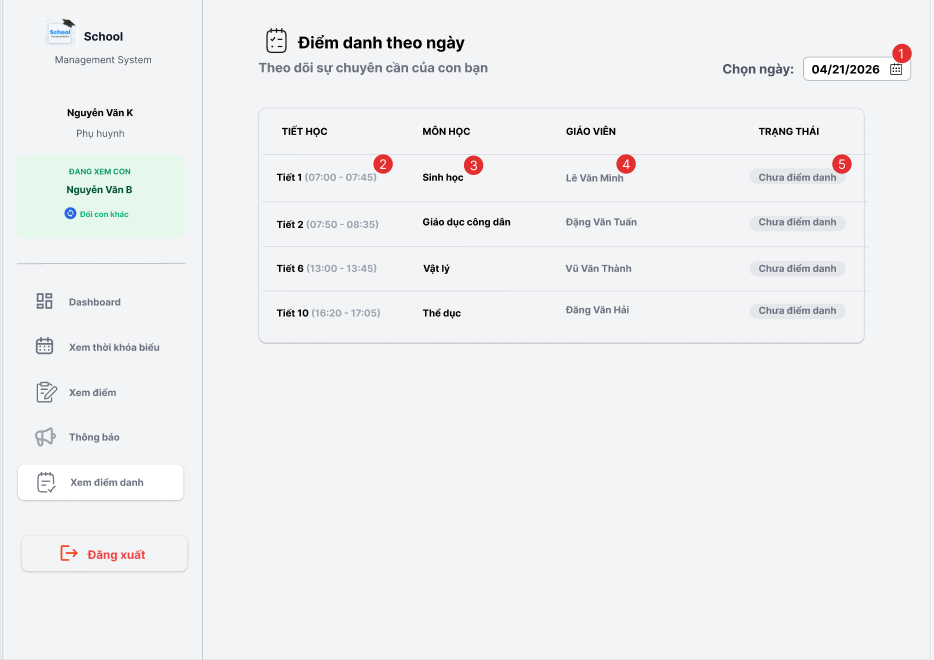 School
School
Management System
Nguyễn Văn K
Phụ huynh
ĐANG XEM CON
Nguyễn Văn B
Đổi con khác
Dashboard
Xem thời khóa biểu
Xem điểm
Thông báo
Xem điểm danh
Đăng xuất
Điểm danh theo ngày
Theo dõi sự chuyên cần của con bạn
Chọn ngày: 04/21/2026 1
TIẾT HỌC MÔN HỌC GIÁO VIÊN TRẠNG THÁI
Tiết 1 (07:00 - 07:45) 2 Sinh học 3 Lê Văn Minh 4 Chưa điểm danh 5
Tiết 2 (07:50 - 08:35) Giáo dục công dân Đặng Văn Tuấn Chưa điểm danh
Tiết 6 (13:00 - 13:45) Vật lý Vũ Văn Thành Chưa điểm danh
Tiết 10 (16:20 - 17:05) Thể dục Đăng Văn Hải Chưa điểm danh